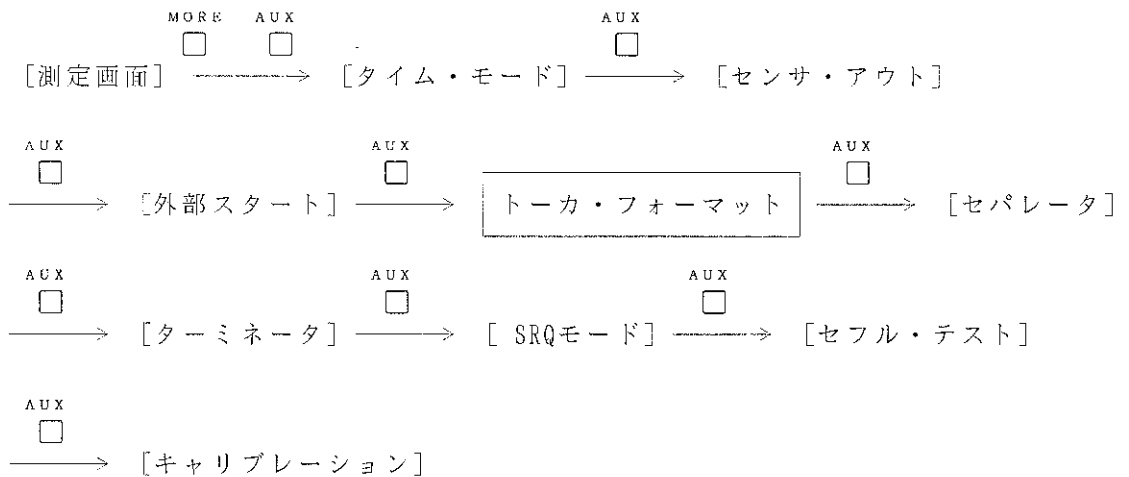 MORE AUX AUX
[測定画面] → [タイム・モード] → [センサ・アウト]
AUX AUX AUX
→ [外部スタート] → トーカ・フォーマット → [セパレータ]
AUX AUX AUX
→ [ターミネータ] → [SRQモード] → [セフル・テスト]
AUX
→ [キャリブレーション]